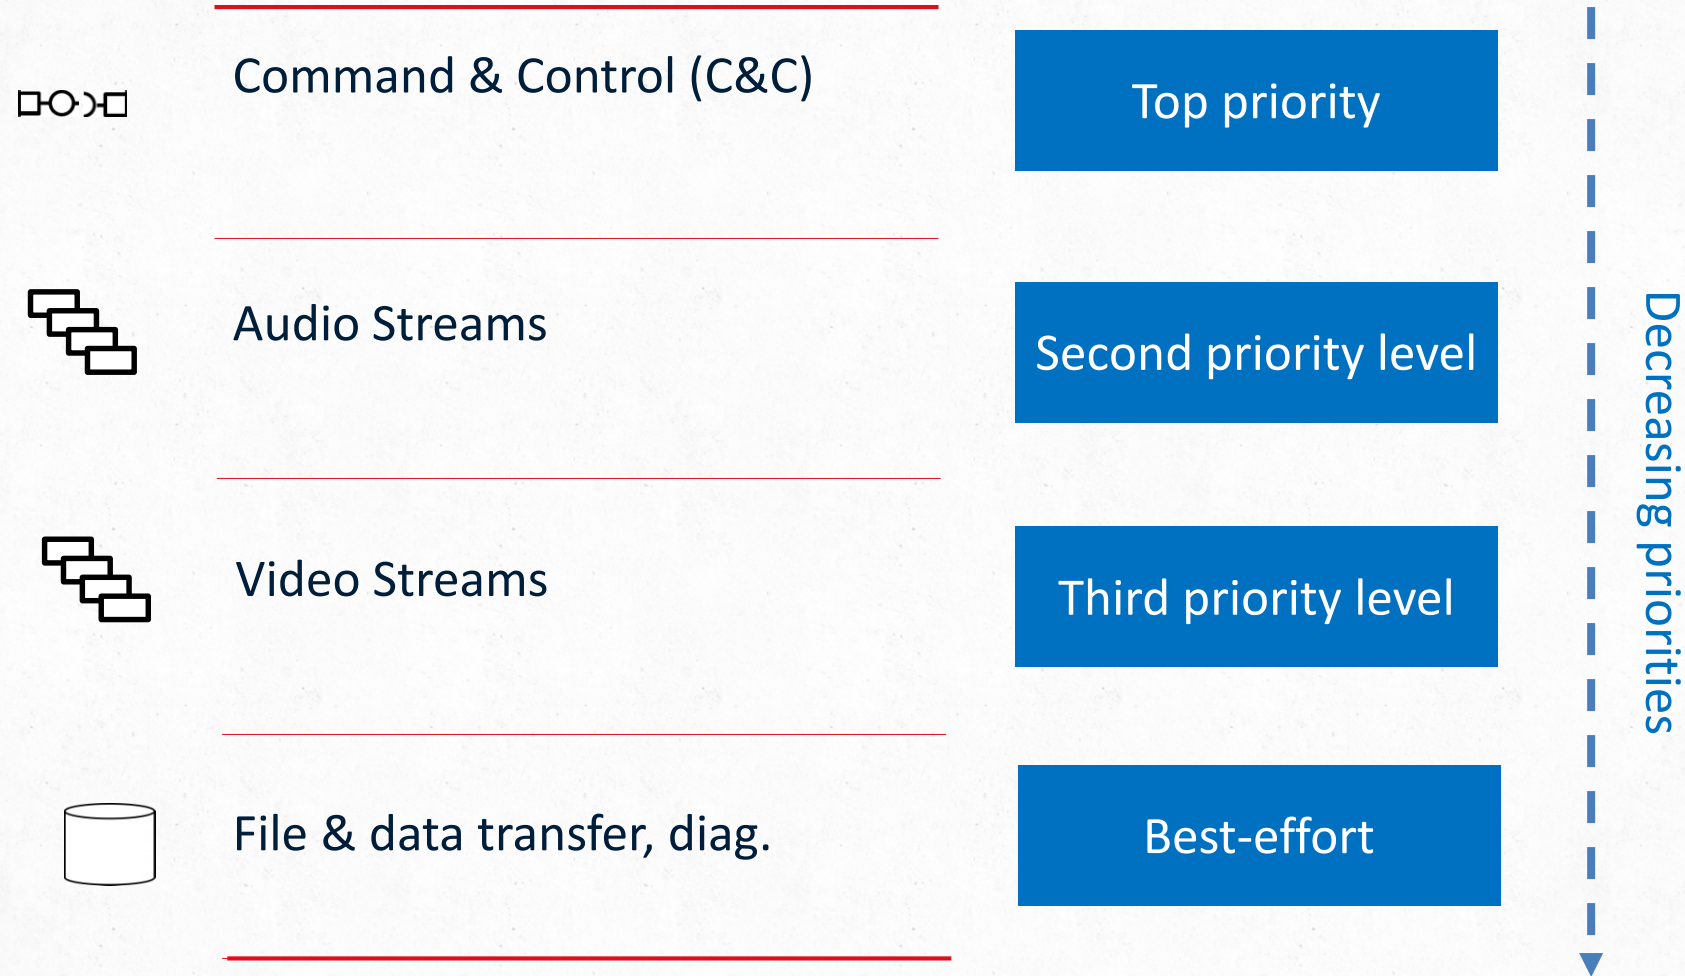 Command & Control (C&C)
Top priority
Audio Streams
Second priority level
Video Streams
Third priority level
File & data transfer, diag.
Best-effort
Decreasing priorities